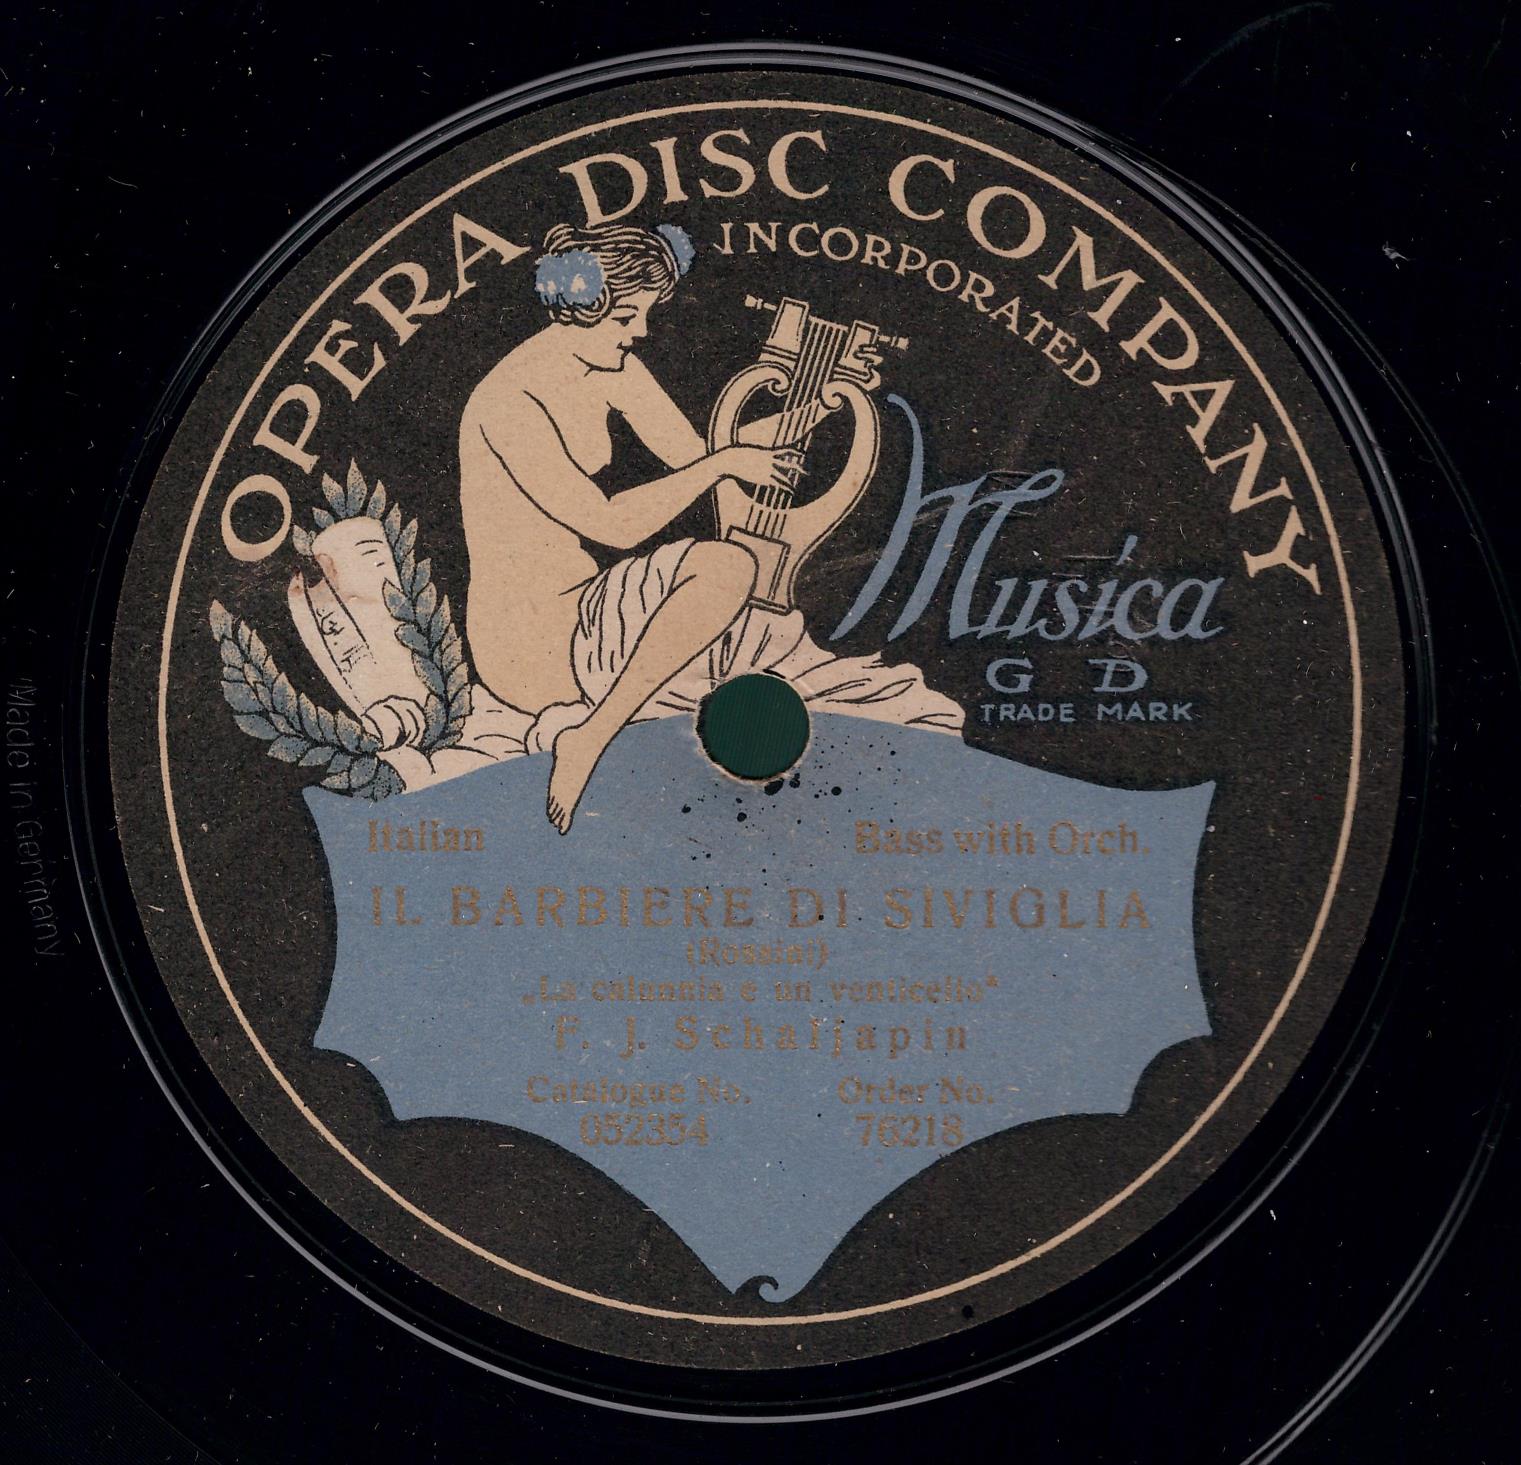 OPERA DISC COMPANY
INCORPORATED
Musica
G D
TRADE MARK
Italian Bass with Orch.
IL BARBIERE DI SIVIGLIA
(Rossini)
„La calunnia e un venticello“
F. J. Schaljapin
Catalogue No. Order No.
052354 76218
Made in Germany